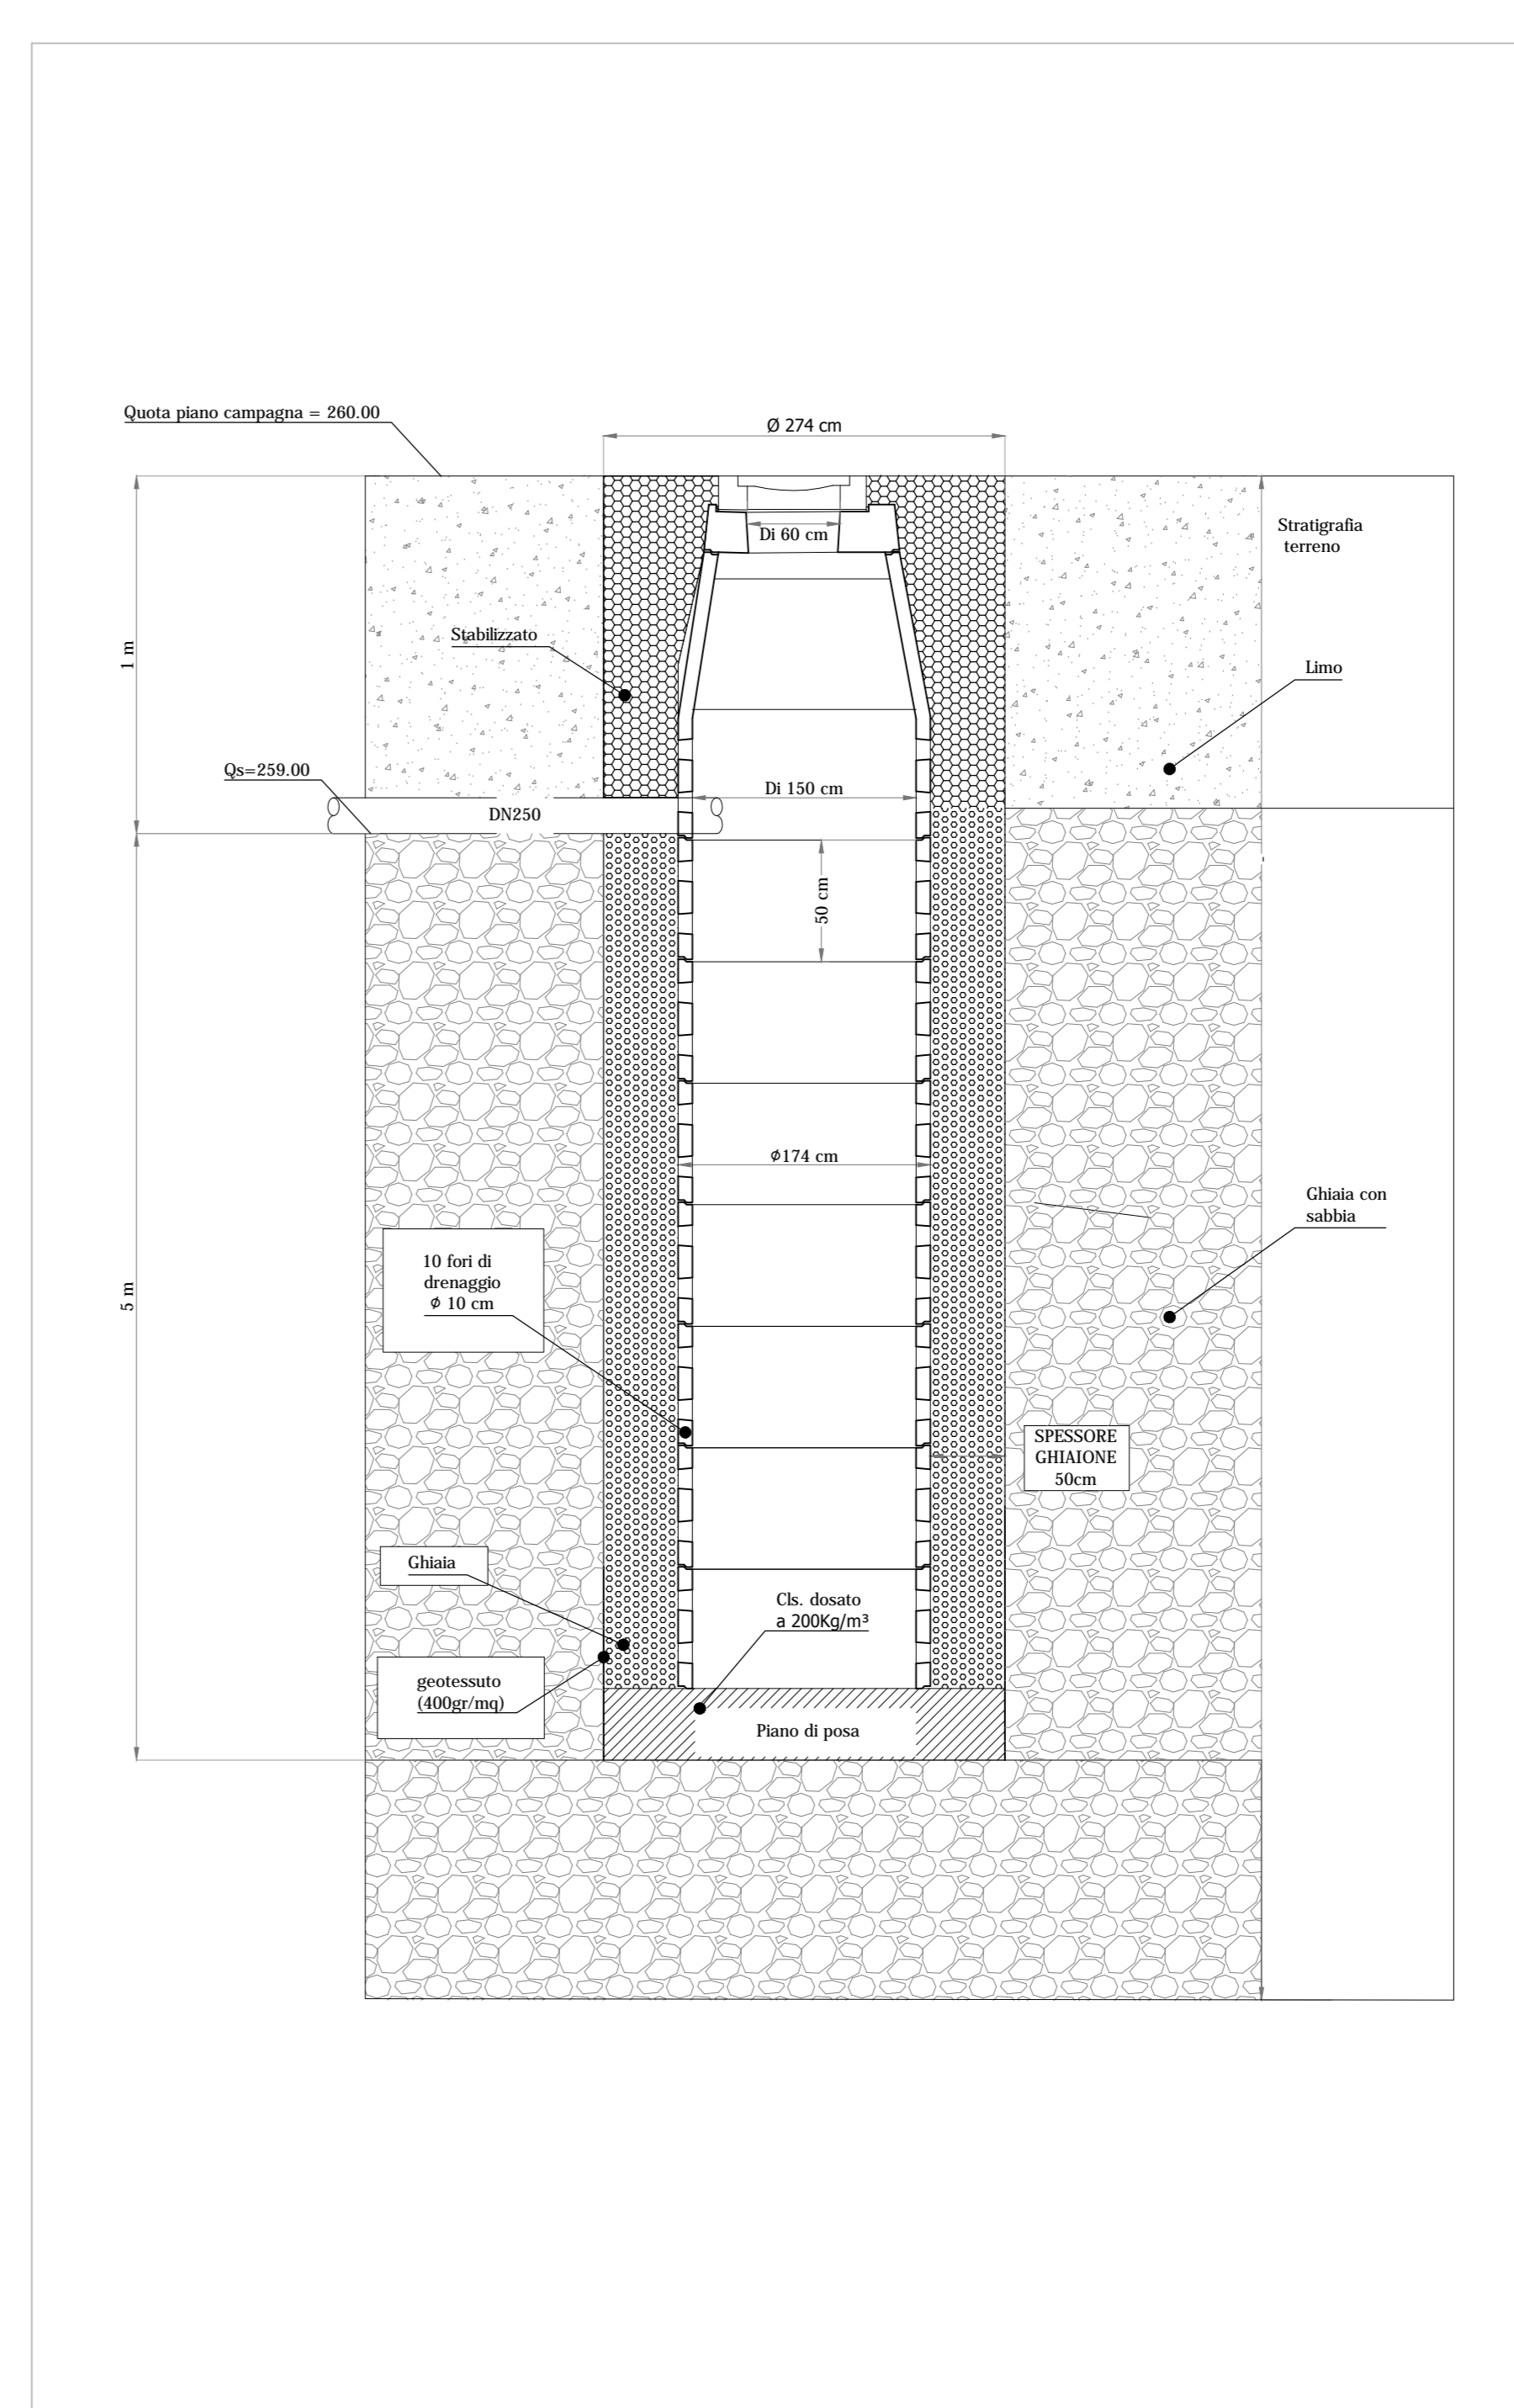 Quota piano campagna = 260.00
Ø 274 cm
Stratigrafia
terreno
Di 60 cm
Stabilizzato
1 m
Limo
Qs=259.00
Di 150 cm
DN250
50 cm
ϕ174 cm
Ghiaia con
sabbia
10 fori di
drenaggio
ϕ 10 cm
5 m
SPESSORE
GHIAIONE
50cm
Ghiaia
Cls. dosato
a 200Kg/m³
geotessuto
(400gr/mq)
Piano di posa